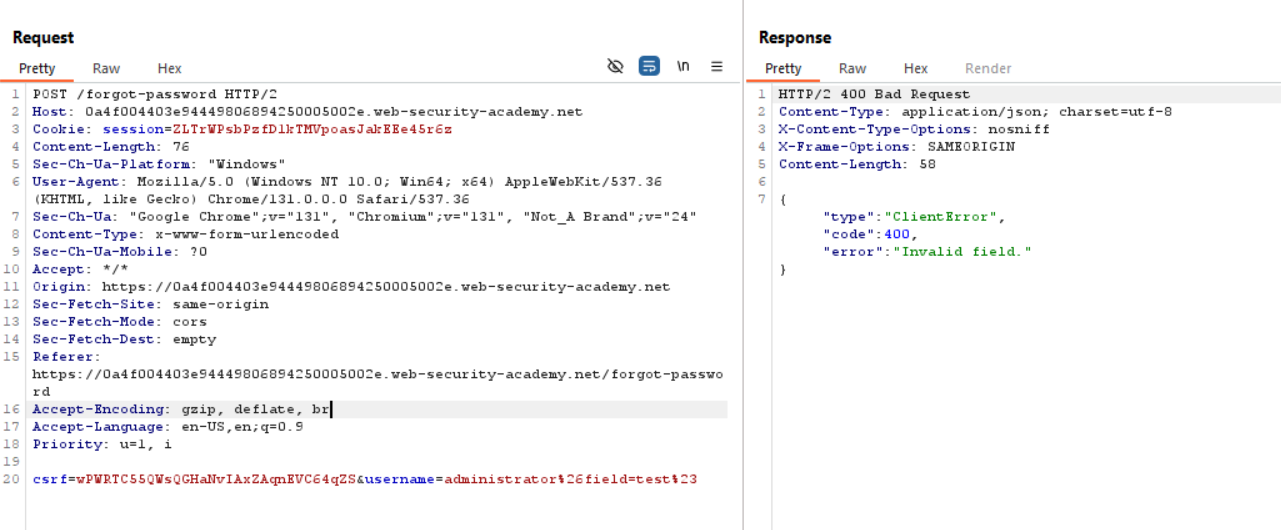 Request
Pretty Raw Hex \n
1 POST /forgot-password HTTP/2
2 Host: 0a4f004403e94449806894250005002e.web-security-academy.net
3 Cookie: session=ZLTrWPsbPzfDlkTMVpoasJakEEe45r6z
4 Content-Length: 76
5 Sec-Ch-Ua-Platform: "Windows"
6 User-Agent: Mozilla/5.0 (Windows NT 10.0; Win64; x64) AppleWebKit/537.36
(KHTML, like Gecko) Chrome/131.0.0.0 Safari/537.36
7 Sec-Ch-Ua: "Google Chrome";v="131", "Chromium";v="131", "Not_A Brand";v="24"
8 Content-Type: x-www-form-urlencoded
9 Sec-Ch-Ua-Mobile: ?0
10 Accept: */*
11 Origin: https://0a4f004403e94449806894250005002e.web-security-academy.net
12 Sec-Fetch-Site: same-origin
13 Sec-Fetch-Mode: cors
14 Sec-Fetch-Dest: empty
15 Referer:
https://0a4f004403e94449806894250005002e.web-security-academy.net/forgot-passwo
rd
16 Accept-Encoding: gzip, deflate, br
17 Accept-Language: en-US,en;q=0.9
18 Priority: u=1, i
19
20 csrf=wPWRTC55QWsQGHaNvIAxZAqnEVC64qZS&username=administrator%26field=test%23
Response
Pretty Raw Hex Render
1 HTTP/2 400 Bad Request
2 Content-Type: application/json; charset=utf-8
3 X-Content-Type-Options: nosniff
4 X-Frame-Options: SAMEORIGIN
5 Content-Length: 58
6
7 {
"type":"ClientError",
"code":400,
"error":"Invalid field."
}